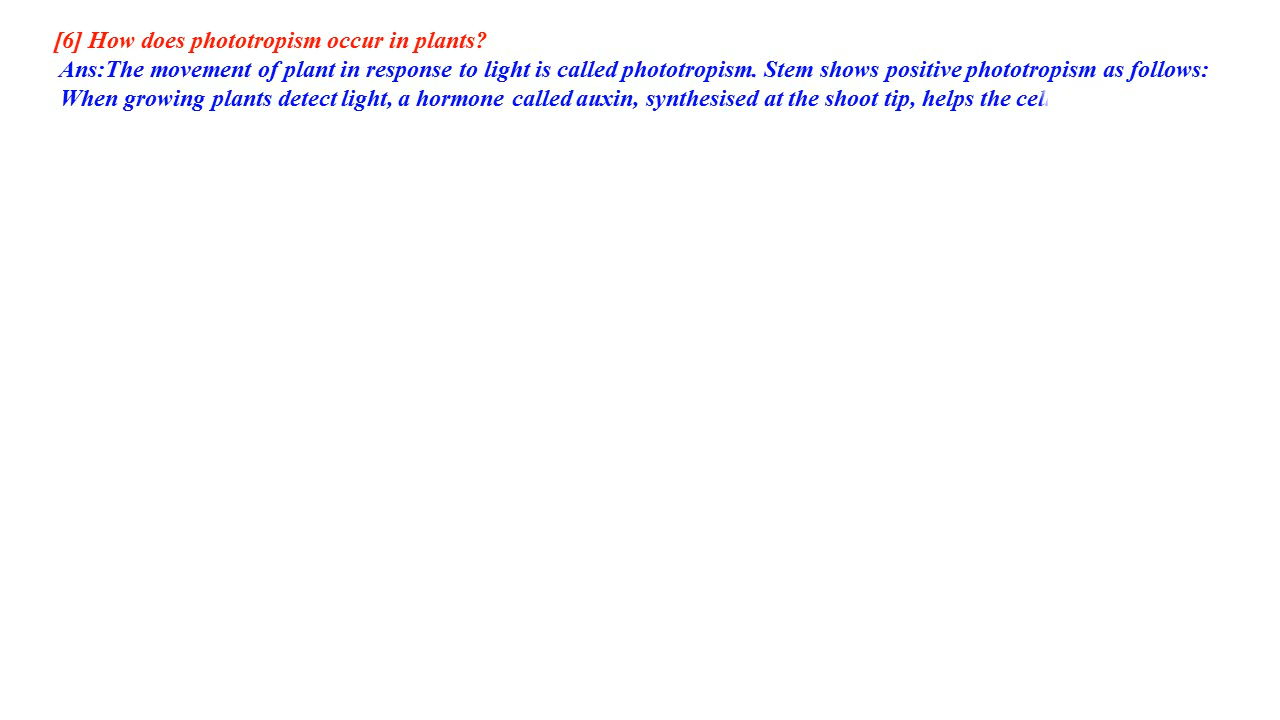 [6] How does phototropism occur in plants?
Ans:The movement of plant in response to light is called phototropism. Stem shows positive phototropism as follows:
When growing plants detect light, a hormone called auxin, synthesised at the shoot tip, helps the cell